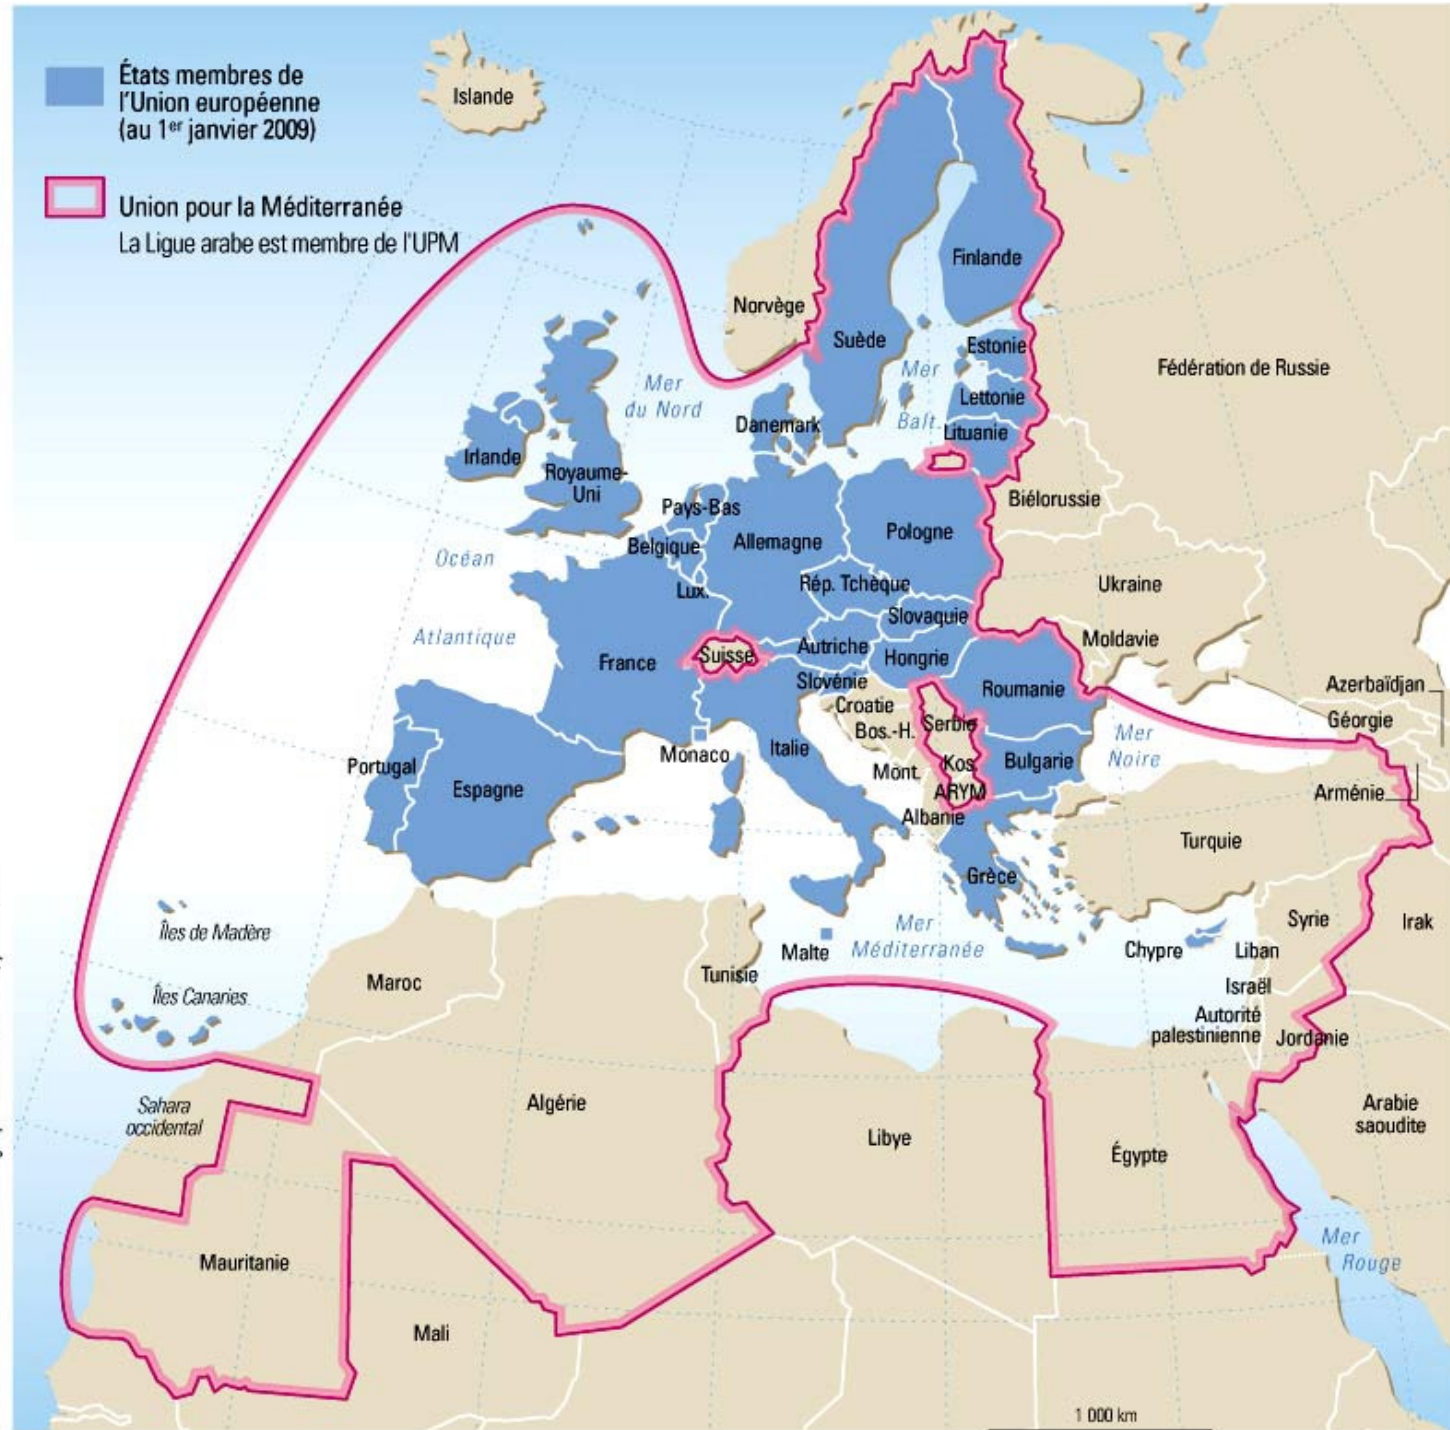 États membres de
l'Union européenne
(au 1er janvier 2009)
Union pour la Méditerranée
La Ligue arabe est membre de l'UPM
Islande
Norvège
Suède
Finlande
Estonie
Lettonie
Lituanie
Mer
Balt.
Fédération de Russie
Mer
du Nord
Danemark
Irlande
Royaume-
Uni
Pays-Bas
Belgique
Lux.
Allemagne
Pologne
Biélorussie
Ukraine
Moldavie
Rép. Tchèque
Slovaquie
Autriche
Hongrie
Océan
Atlantique
France
Suisse
Slovénie
Croatie
Bos.-H.
Serbie
Roumanie
Mont.
Kos.
ARYM
Albanie
Bulgarie
Mer
Noire
Azerbaïdjan
Géorgie
Arménie
Portugal
Espagne
Monaco
Italie
Grèce
Turquie
Îles de Madère
Îles Canaries
Maroc
Tunisie
Malte
Mer
Méditerranée
Chypre
Syrie
Liban
Israël
Autorité
palestinienne
Jordanie
Irak
Sahara
occidental
Algérie
Libye
Égypte
Arabie
saoudite
Mauritanie
Mali
Mer
Rouge
1 000 km